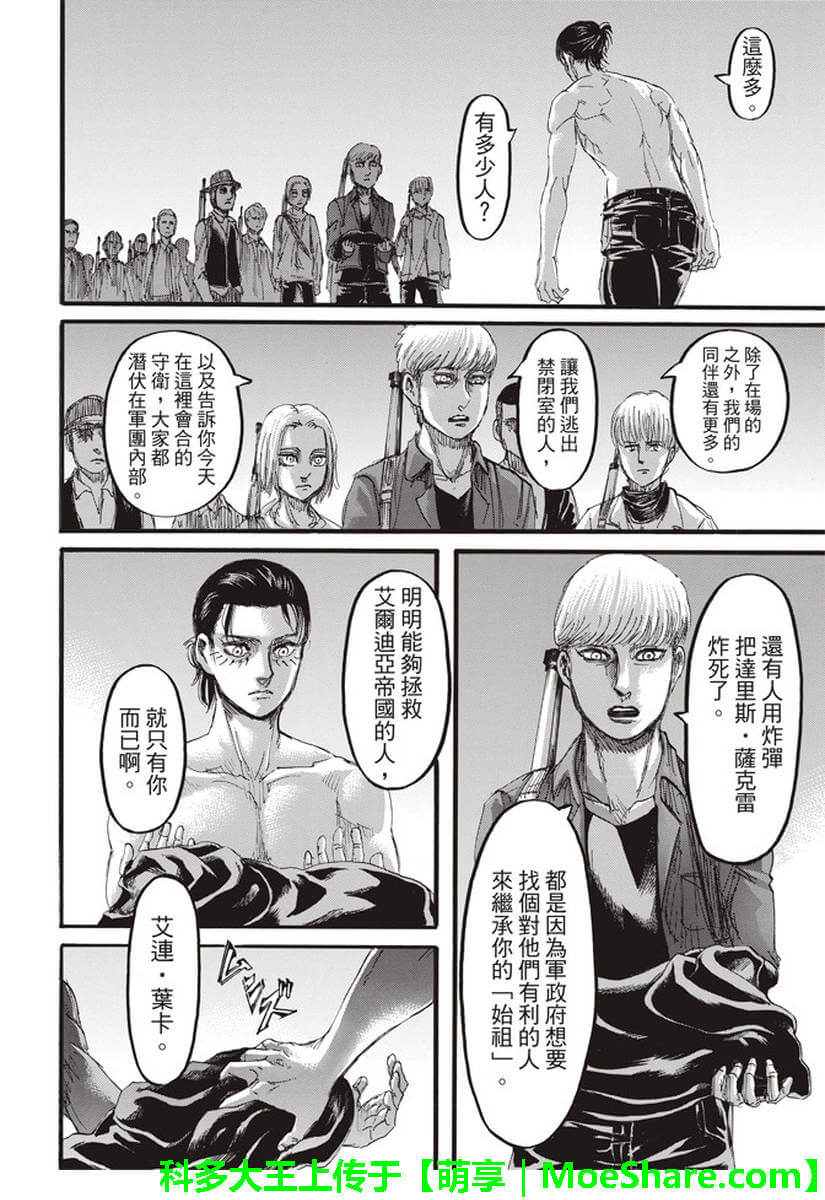 這麼多。
有多少人？
除了在場的
之外，我們的
同伴還有更多。
讓我們逃出
禁閉室的人，
以及告訴你今天
在這裡會合的
守衛，大家都
潛伏在軍團內部。
還有人用炸彈
把達里斯・薩克雷
炸死了。
都是因為軍政府想要
找個對他們有利的人
來繼承你的「始祖」。
明明能夠拯救
艾爾迪亞帝國的人，
就只有你
而已啊。
艾連・葉卡。
科多大王上传于【萌享|MoeShare.com】